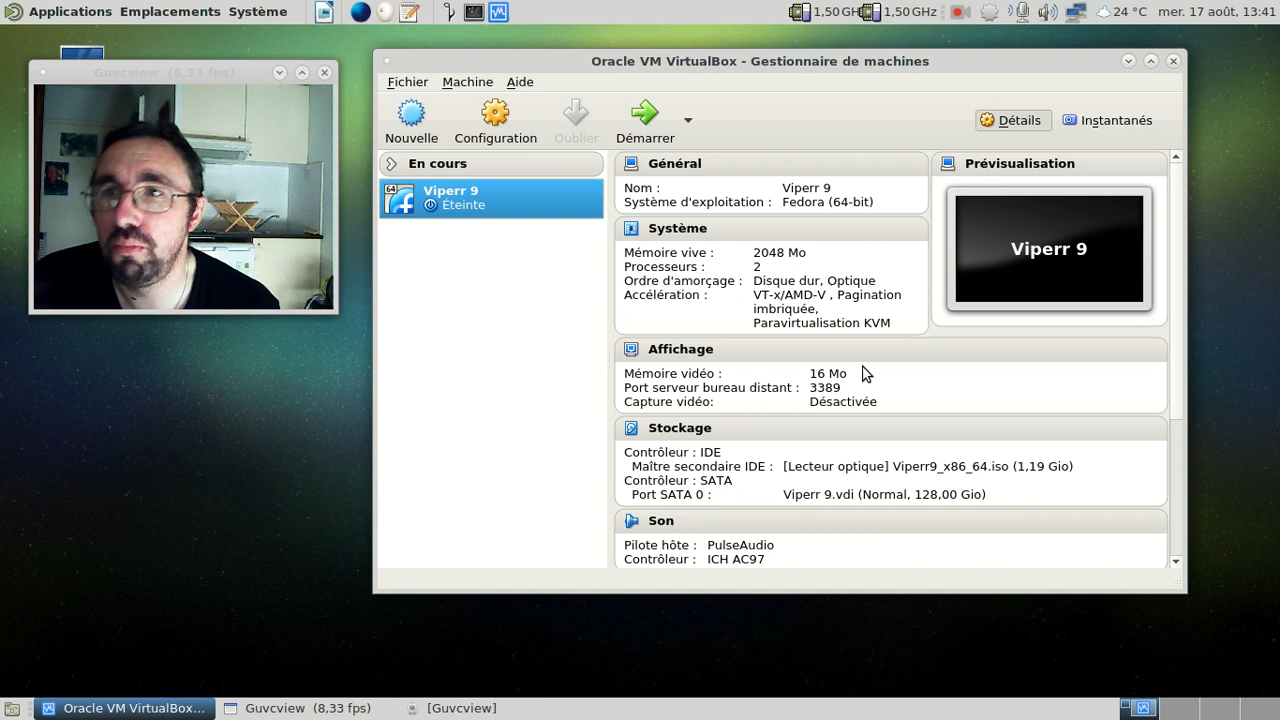 Applications Emplacements Système
1,50 GH 1,50 GHz 24 °C mer. 17 août, 13:41
Guvcview (8,33 fps)
Oracle VM VirtualBox - Gestionnaire de machines
Fichier Machine Aide
Nouvelle Configuration Oublier Démarrer Détails Instantanés
En cours
64
Viperr 9
Éteinte
Général
Nom : Viperr 9
Système d'exploitation : Fedora (64-bit)
Prévisualisation
Viperr 9
Système
Mémoire vive : 2048 Mo
Processeurs : 2
Ordre d'amorçage : Disque dur, Optique
Accélération : VT-x/AMD-V , Pagination
imbriquée,
Paravirtualisation KVM
Affichage
Mémoire vidéo : 16 Mo
Port serveur bureau distant : 3389
Capture vidéo: Désactivée
Stockage
Contrôleur : IDE
Maître secondaire IDE : [Lecteur optique] Viperr9_x86_64.iso (1,19 Gio)
Contrôleur : SATA
Port SATA 0 : Viperr 9.vdi (Normal, 128,00 Gio)
Son
Pilote hôte : PulseAudio
Contrôleur : ICH AC97
Oracle VM VirtualBox... Guvcview (8,33 fps) [Guvcview]